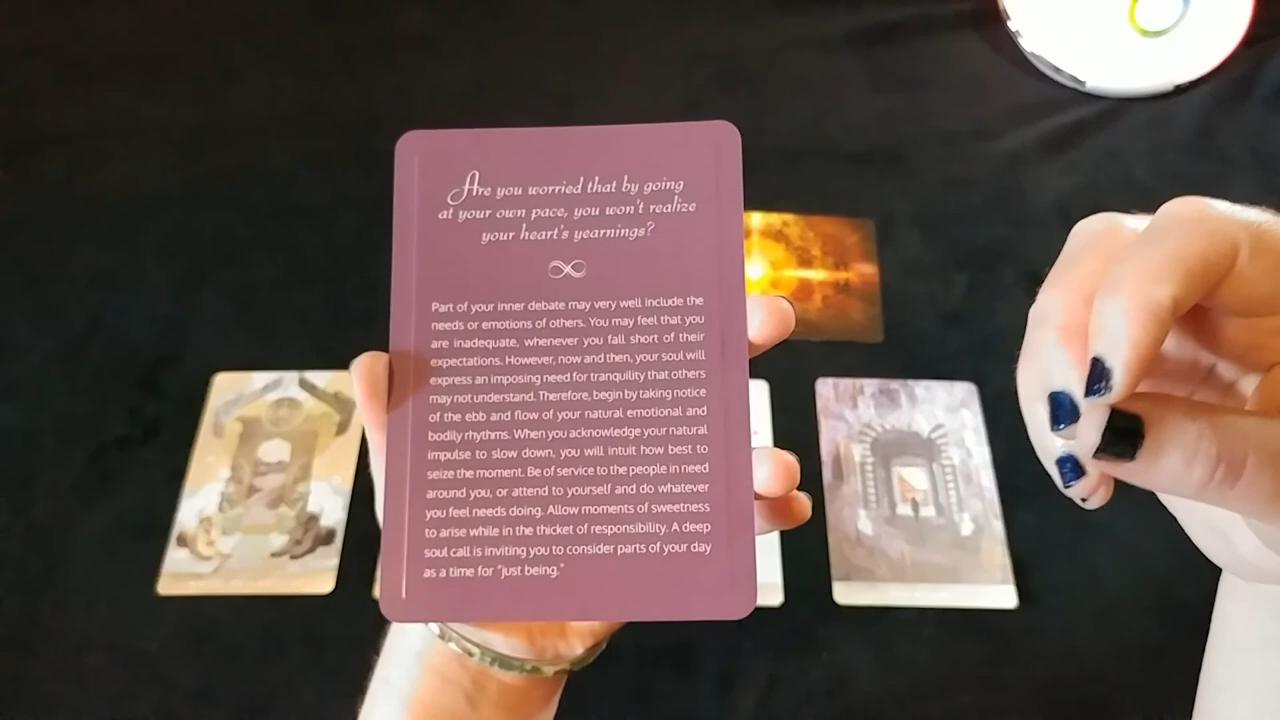 Are you worried that by going
at your own pace, you won't realize
your heart's yearnings?
Part of your inner debate may very well include the
needs or emotions of others. You may feel that you
are inadequate, whenever you fall short of their
expectations. However, now and then, your soul will
express an imposing need for tranquility that others
may not understand. Therefore, begin by taking notice
of the ebb and flow of your natural emotional and
bodily rhythms. When you acknowledge your natural
impulse to slow down, you will intuit how best to
seize the moment. Be of service to the people in need
around you, or attend to yourself and do whatever
you feel needs doing. Allow moments of sweetness
to arise while in the thicket of responsibility. A deep
soul call is inviting you to consider parts of your day
as a time for "just being."